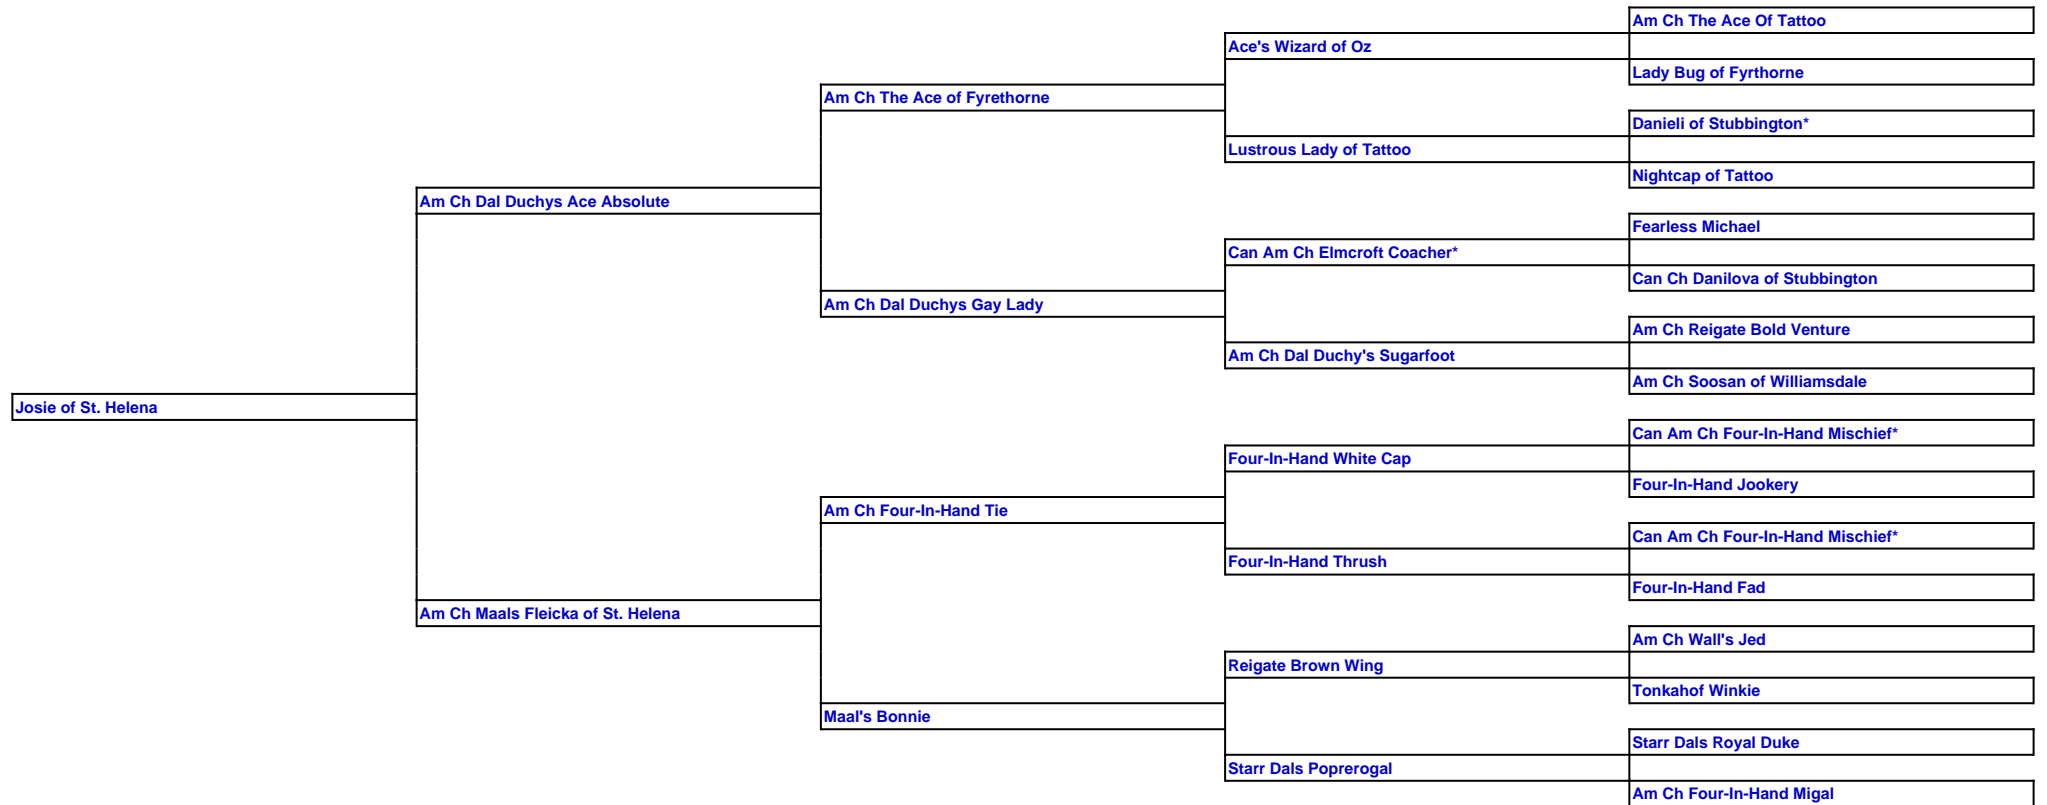 Am Ch The Ace Of Tattoo
Ace's Wizard of Oz
Lady Bug of Fyrthorne
Am Ch The Ace of Fyrethorne
Danieli of Stubbington*
Lustrous Lady of Tattoo
Nightcap of Tattoo
Am Ch Dal Duchys Ace Absolute
Fearless Michael
Can Am Ch Elmcroft Coacher*
Can Ch Danilova of Stubbington
Am Ch Dal Duchys Gay Lady
Am Ch Reigate Bold Venture
Am Ch Dal Duchy's Sugarfoot
Am Ch Soosan of Williamsdale
Josie of St. Helena
Can Am Ch Four-In-Hand Mischief*
Four-In-Hand White Cap
Four-In-Hand Jookery
Am Ch Four-In-Hand Tie
Can Am Ch Four-In-Hand Mischief*
Four-In-Hand Thrush
Four-In-Hand Fad
Am Ch Maals Fleicka of St. Helena
Am Ch Wall's Jed
Reigate Brown Wing
Tonkahof Winkie
Maal's Bonnie
Starr Dals Royal Duke
Starr Dals Poprerogal
Am Ch Four-In-Hand Migal